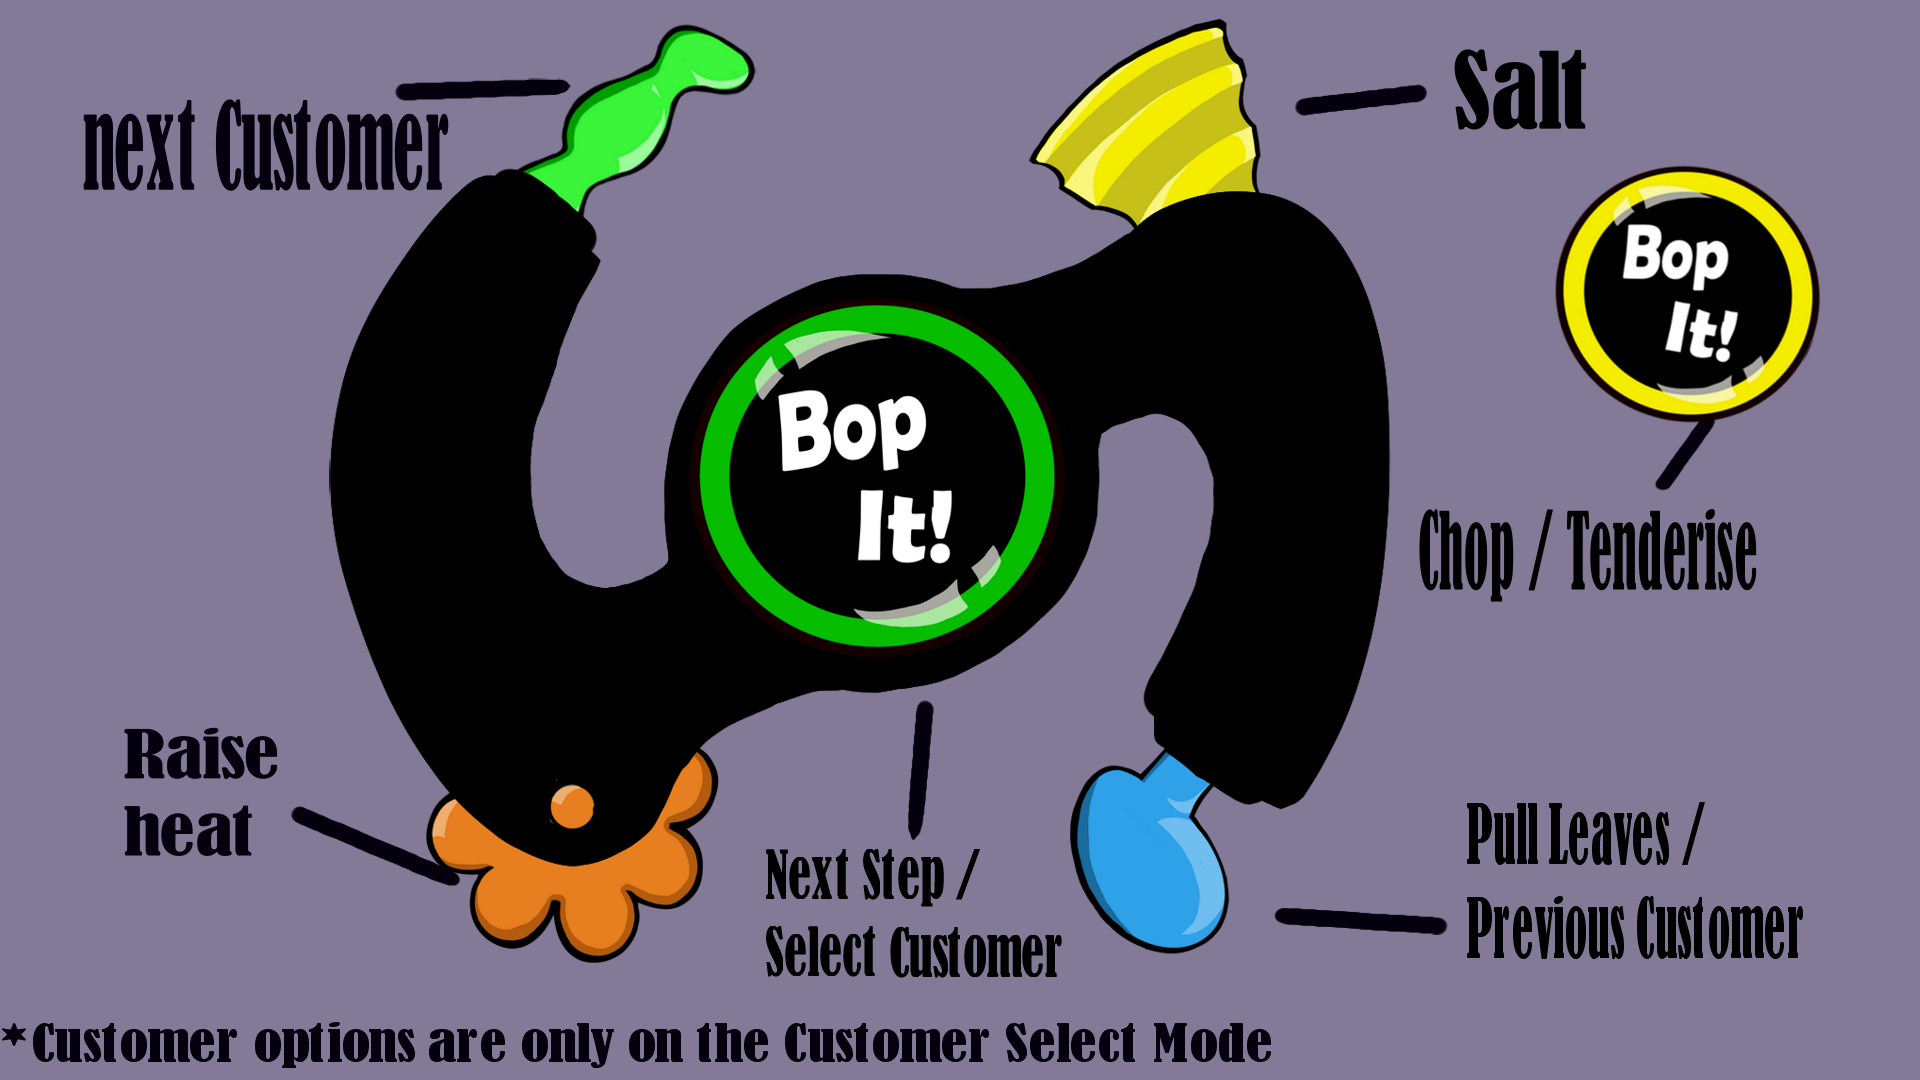 next Customer
Salt
Bop
It!
Bop
It!
Chop / Tenderise
Raise
heat
Next Step /
Select Customer
Pull Leaves /
Previous Customer
*Customer options are only on the Customer Select Mode